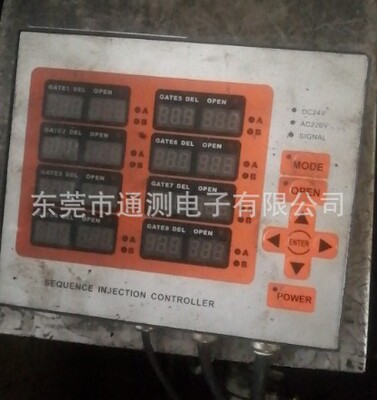 GATE1 DEL OPEN
A
B
GATE5 DEL OPEN
A
B
DC24V
AC220V
SIGNAL
GATE2 DEL OPEN
A
B
GATE6 DEL OPEN
A
B
MODE
OPEN
GATE3 DEL OPEN
A
B
GATE7 DEL OPEN
A
B
东莞市通测电子有限公司
ENTER
OPEN
A
B
GATE8 DEL OPEN
A
B
POWER
SEQUENCE INJECTION CONTROLLER